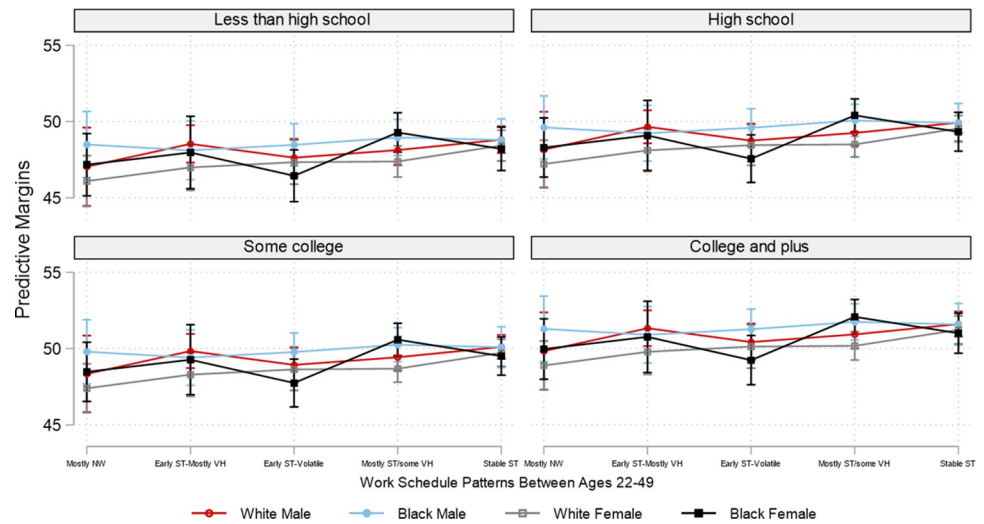 Less than high school
High school
55
50
45
Predictive Margins
Some college
College and plus
55
50
45
Mostly NW Early ST-Mostly VH Early ST-Volatile Mostly ST/some VH Stable ST Mostly NW Early ST-Mostly VH Early ST-Volatile Mostly ST/some VH Stable ST
Work Schedule Patterns Between Ages 22-49
White Male Black Male White Female Black Female